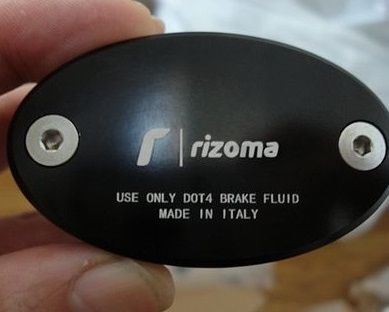 r | rizoma
USE ONLY DOT4 BRAKE FLUID
MADE IN ITALY